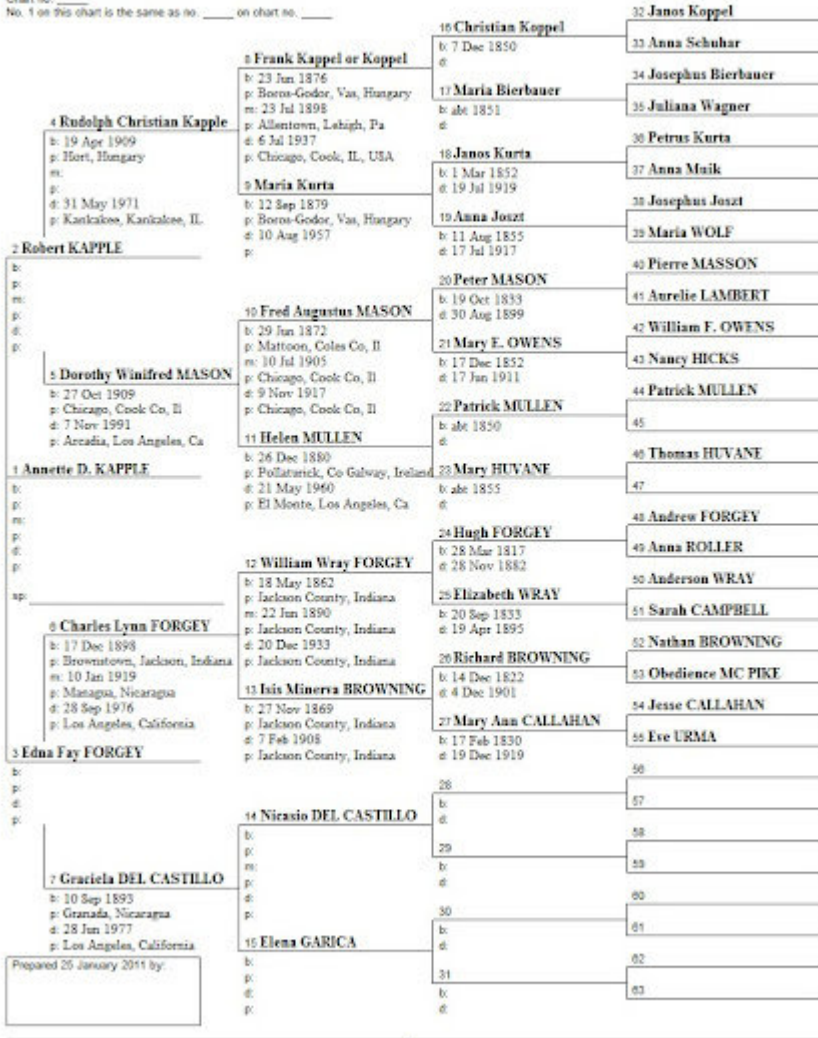 No. 1 on this chart is the same as no. _____ on chart no. _____
1 Annette D. KAPPLE
b:
p:
m:
p:
d:
p:
sp:
2 Robert KAPPLE
b:
p:
m:
p:
d:
p:
3 Edna Fay FORGEY
b:
p:
d:
p:
4 Rudolph Christian Kapple
b: 19 Apr 1909
p: Hort, Hungary
m:
p:
d: 31 May 1971
p: Kankakee, Kankakee, IL
5 Dorothy Winifred MASON
b: 27 Oct 1909
p: Chicago, Cook Co, Il
d: 7 Nov 1991
p: Arcadia, Los Angeles, Ca
6 Charles Lynn FORGEY
b: 17 Dec 1898
p: Brownstown, Jackson, Indiana
m: 10 Jan 1919
p: Managua, Nicaragua
d: 28 Sep 1976
p: Los Angeles, California
7 Graciela DEL CASTILLO
b: 10 Sep 1893
p: Granada, Nicaragua
d: 28 Jun 1977
p: Los Angeles, California
Prepared 25 January 2011 by:
8 Frank Kappel or Koppel
b: 23 Jun 1876
p: Boros-Godor, Vas, Hungary
m: 23 Jul 1898
p: Allentown, Lehigh, Pa
d: 6 Jul 1937
p: Chicago, Cook, IL, USA
9 Maria Kurta
b: 12 Sep 1879
p: Boros-Godor, Vas, Hungary
d: 10 Aug 1957
p:
10 Fred Augustus MASON
b: 29 Jun 1872
p: Mattoon, Coles Co, Il
m: 10 Jul 1905
p: Chicago, Cook Co, Il
d: 9 Nov 1917
p: Chicago, Cook Co, Il
11 Helen MULLEN
b: 26 Dec 1880
p: Pollaturick, Co Galway, Ireland
d: 21 May 1960
p: El Monte, Los Angeles, Ca
12 William Wray FORGEY
b: 18 May 1862
p: Jackson County, Indiana
m: 22 Jun 1890
p: Jackson County, Indiana
d: 20 Dec 1933
p: Jackson County, Indiana
13 Isis Minerva BROWNING
b: 27 Nov 1869
p: Jackson County, Indiana
d: 7 Feb 1908
p: Jackson County, Indiana
14 Nicasio DEL CASTILLO
b:
p:
m:
p:
d:
p:
15 Elena GARICA
b:
p:
d:
p:
16 Christian Koppel
b: 7 Dec 1850
d:
17 Maria Bierbauer
b: abt 1851
d:
18 Janos Kurta
b: 1 Mar 1852
d: 19 Jul 1919
19 Anna Joszt
b: 11 Aug 1855
d: 17 Jul 1917
20 Peter MASON
b: 19 Oct 1833
d: 30 Aug 1899
21 Mary E. OWENS
b: 17 Dec 1852
d: 17 Jun 1911
22 Patrick MULLEN
b: abt 1850
d:
23 Mary HUVANE
b: abt 1855
d:
24 Hugh FORGEY
b: 28 Mar 1817
d: 28 Nov 1882
25 Elizabeth WRAY
b: 20 Sep 1833
d: 19 Apr 1895
26 Richard BROWNING
b: 14 Dec 1822
d: 4 Dec 1901
27 Mary Ann CALLAHAN
b: 17 Feb 1830
d: 19 Dec 1919
28
b:
d:
29
b:
d:
30
b:
d:
31
b:
d:
32 Janos Koppel
33 Anna Schuhar
34 Josephus Bierbauer
35 Juliana Wagner
36 Petrus Kurta
37 Anna Muik
38 Josephus Joszt
39 Maria WOLF
40 Pierre MASSON
41 Aurelie LAMBERT
42 William F. OWENS
43 Nancy HICKS
44 Patrick MULLEN
45
46 Thomas HUVANE
47
48 Andrew FORGEY
49 Anna ROLLER
50 Anderson WRAY
51 Sarah CAMPBELL
52 Nathan BROWNING
53 Obedience MC PIKE
54 Jesse CALLAHAN
55 Eve URMA
56
57
58
59
60
61
62
63